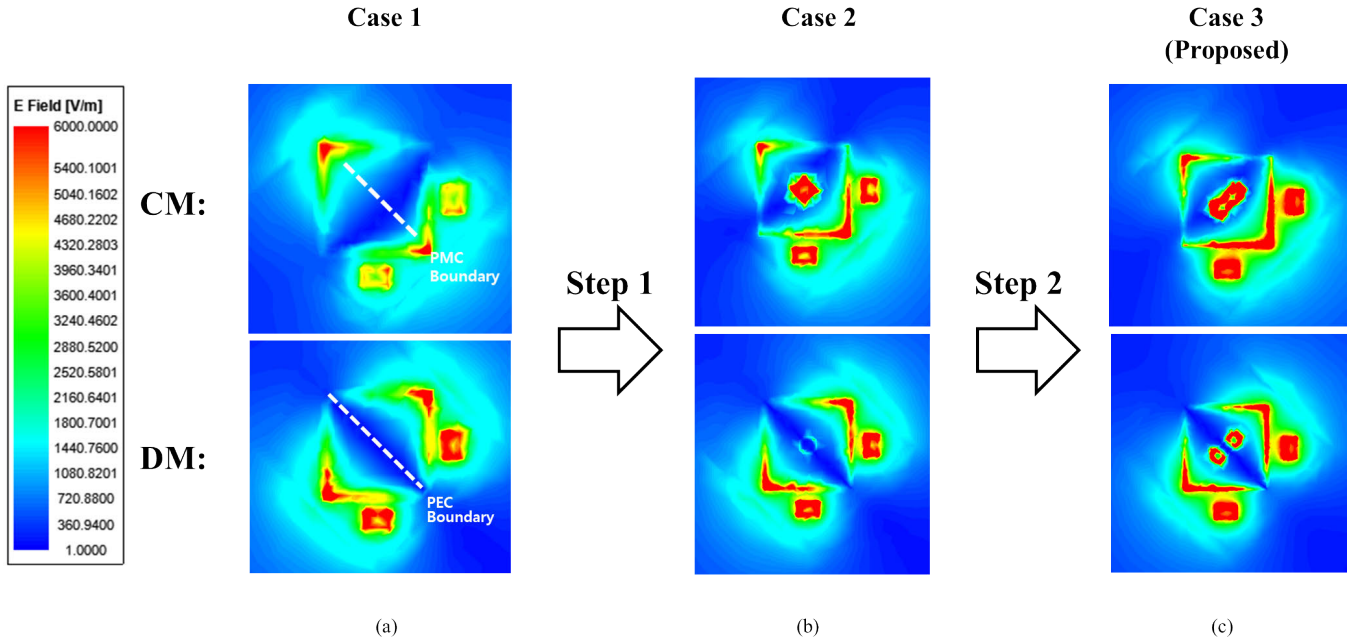 Case 1
Case 2
Case 3
(Proposed)
E Field [V/m]
6000.0000
5400.1001
5040.1602
4680.2202
4320.2803
3960.3401
3600.4001
3240.4602
2880.5200
2520.5801
2160.6401
1800.7001
1440.7600
1080.8201
720.8800
360.9400
1.0000
CM:
PMC
Boundary
Step 1
Step 2
DM:
PEC
Boundary
(a)
(b)
(c)